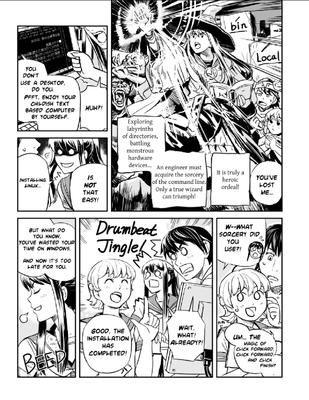 YOU
DON'T
USE A DESKTOP,
DO YOU.
PFFT, ENJOY YOUR
CHILDISH TEXT
BASED COMPUTER
BY YOURSELF.
HUH?!
bin
Local
Exploring
labyrinths
of directories,
battling
monstrous
hardware
devices...
An engineer must
acquire the sorcery
of the command line.
Only a true wizard
can triumph!
It is truly a
heroic
ordeal!
YOU'VE
LOST
ME..
INSTALLING
LINUX...
IS
NOT
THAT
EASY!
BUT WHAT DO
YOU KNOW,
YOU'VE WASTED YOUR
TIME ON WINDOWS.
AND NOW IT'S TOO
LATE FOR YOU.
BEEP
Drumbeat
Jingle!
GOOD, THE
INSTALLATION
HAS
COMPLETED!
WAIT,
WHAT!
ALREADY?!
W--WHAT
SORCERY DID
YOU USE?!
UM... THE
MAGIC OF
CLICK FORWARD,
CLICK FORWARD,
AND CLICK
FINISH?